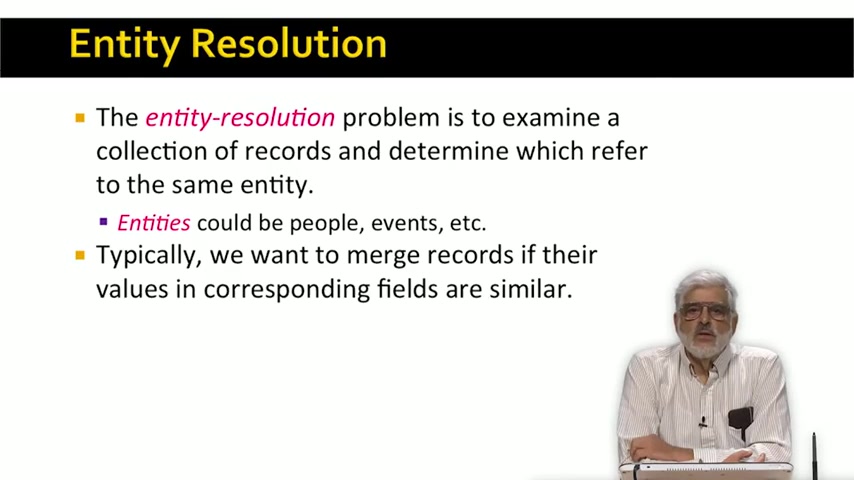 Entity Resolution
The entity-resolution problem is to examine a
collection of records and determine which refer
to the same entity.
Entities could be people, events, etc.
Typically, we want to merge records if their
values in corresponding fields are similar.